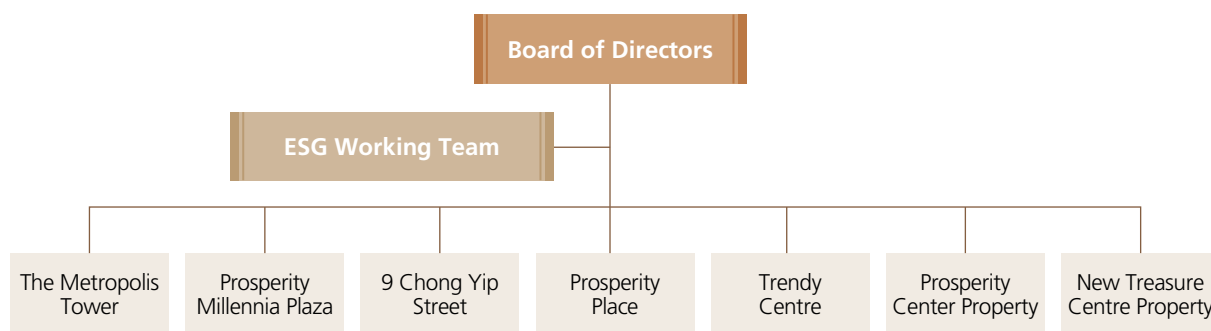 Board of Directors
ESG Working Team
The Metropolis
Tower
Prosperity
Millennia Plaza
9 Chong Yip
Street
Prosperity
Place
Trendy
Centre
Prosperity
Center Property
New Treasure
Centre Property